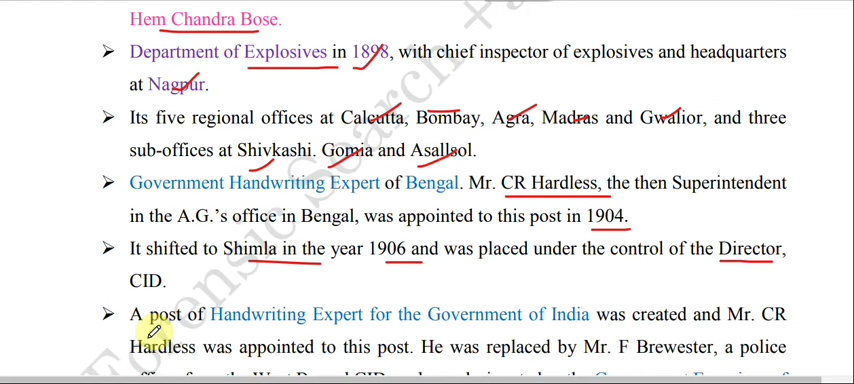 Hem Chandra Bose.
➢ Department of Explosives in 1898, with chief inspector of explosives and headquarters
at Nagpur.
➢ Its five regional offices at Calcutta, Bombay, Agra, Madras and Gwalior, and three
sub-offices at Shivkashi. Gomia and Asallsol.
➢ Government Handwriting Expert of Bengal. Mr. CR Hardless, the then Superintendent
in the A.G.'s office in Bengal, was appointed to this post in 1904.
➢ It shifted to Shimla in the year 1906 and was placed under the control of the Director,
CID.
➢ A post of Handwriting Expert for the Government of India was created and Mr. CR
Hardless was appointed to this post. He was replaced by Mr. F Brewster, a police
Forensic Search